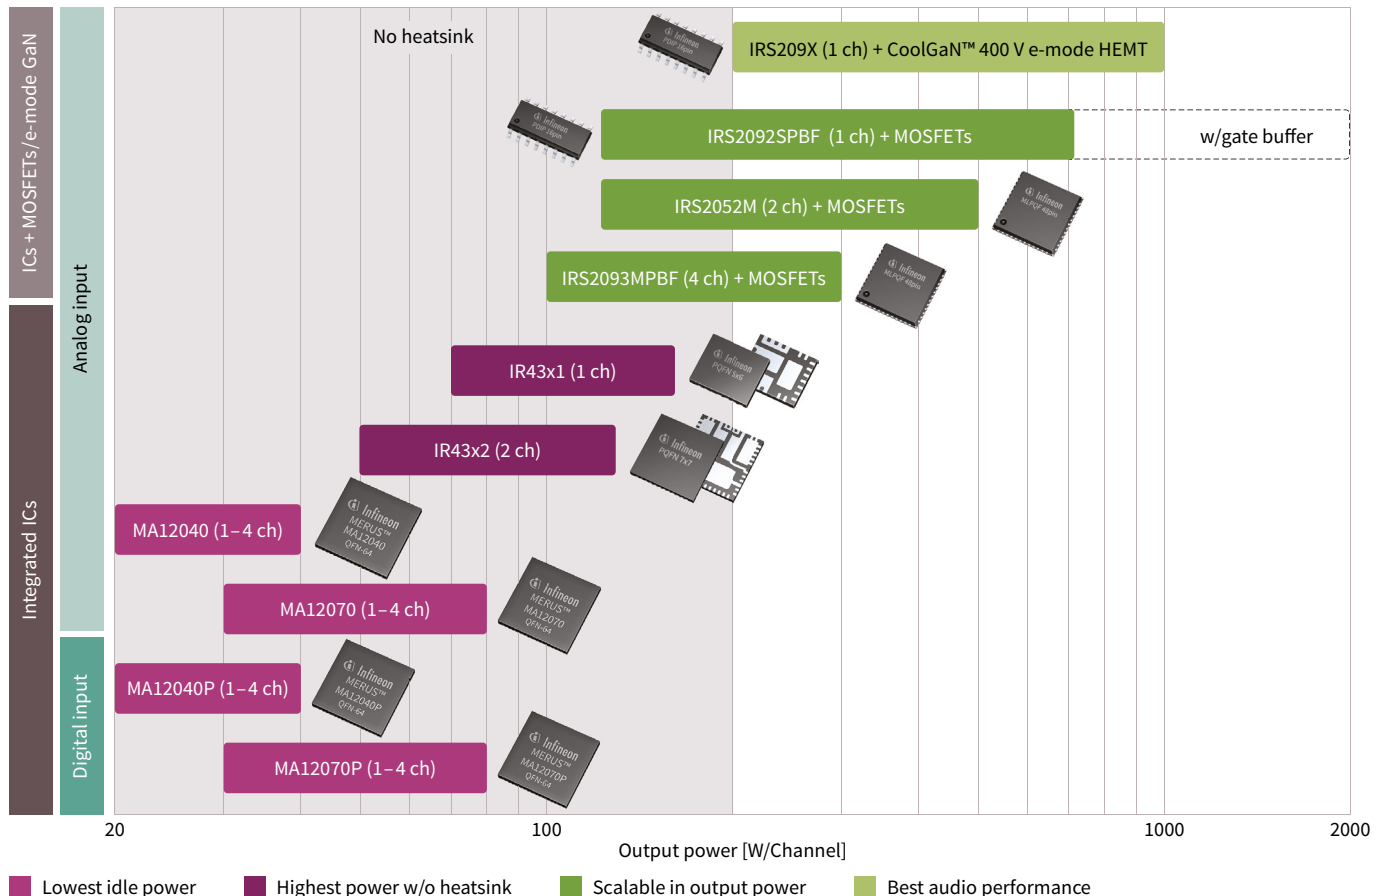 ICs + MOSFETs/e-mode GaN
Integrated ICs
Analog input
Digital input
No heatsink
Infineon
PDIP 16pin
IRS209X (1 ch) + CoolGaN™ 400 V e-mode HEMT
Infineon
PDIP 16pin
IRS2092SPBF (1 ch) + MOSFETs
w/gate buffer
IRS2052M (2 ch) + MOSFETs
Infineon
MLPQF 48pin
IRS2093MPBF (4 ch) + MOSFETs
Infineon
MLPQF 48pin
IR43x1 (1 ch)
Infineon
PQFN 5x6
IR43x2 (2 ch)
Infineon
PQFN 7x7
MA12040 (1–4 ch)
Infineon
MERUS™
MA12040
QFN-64
MA12070 (1–4 ch)
Infineon
MERUS™
MA12070
QFN-64
MA12040P (1–4 ch)
Infineon
MERUS™
MA12040P
QFN-64
MA12070P (1–4 ch)
Infineon
MERUS™
MA12070P
QFN-64
20
100
1000
2000
Output power [W/Channel]
Lowest idle power
Highest power w/o heatsink
Scalable in output power
Best audio performance